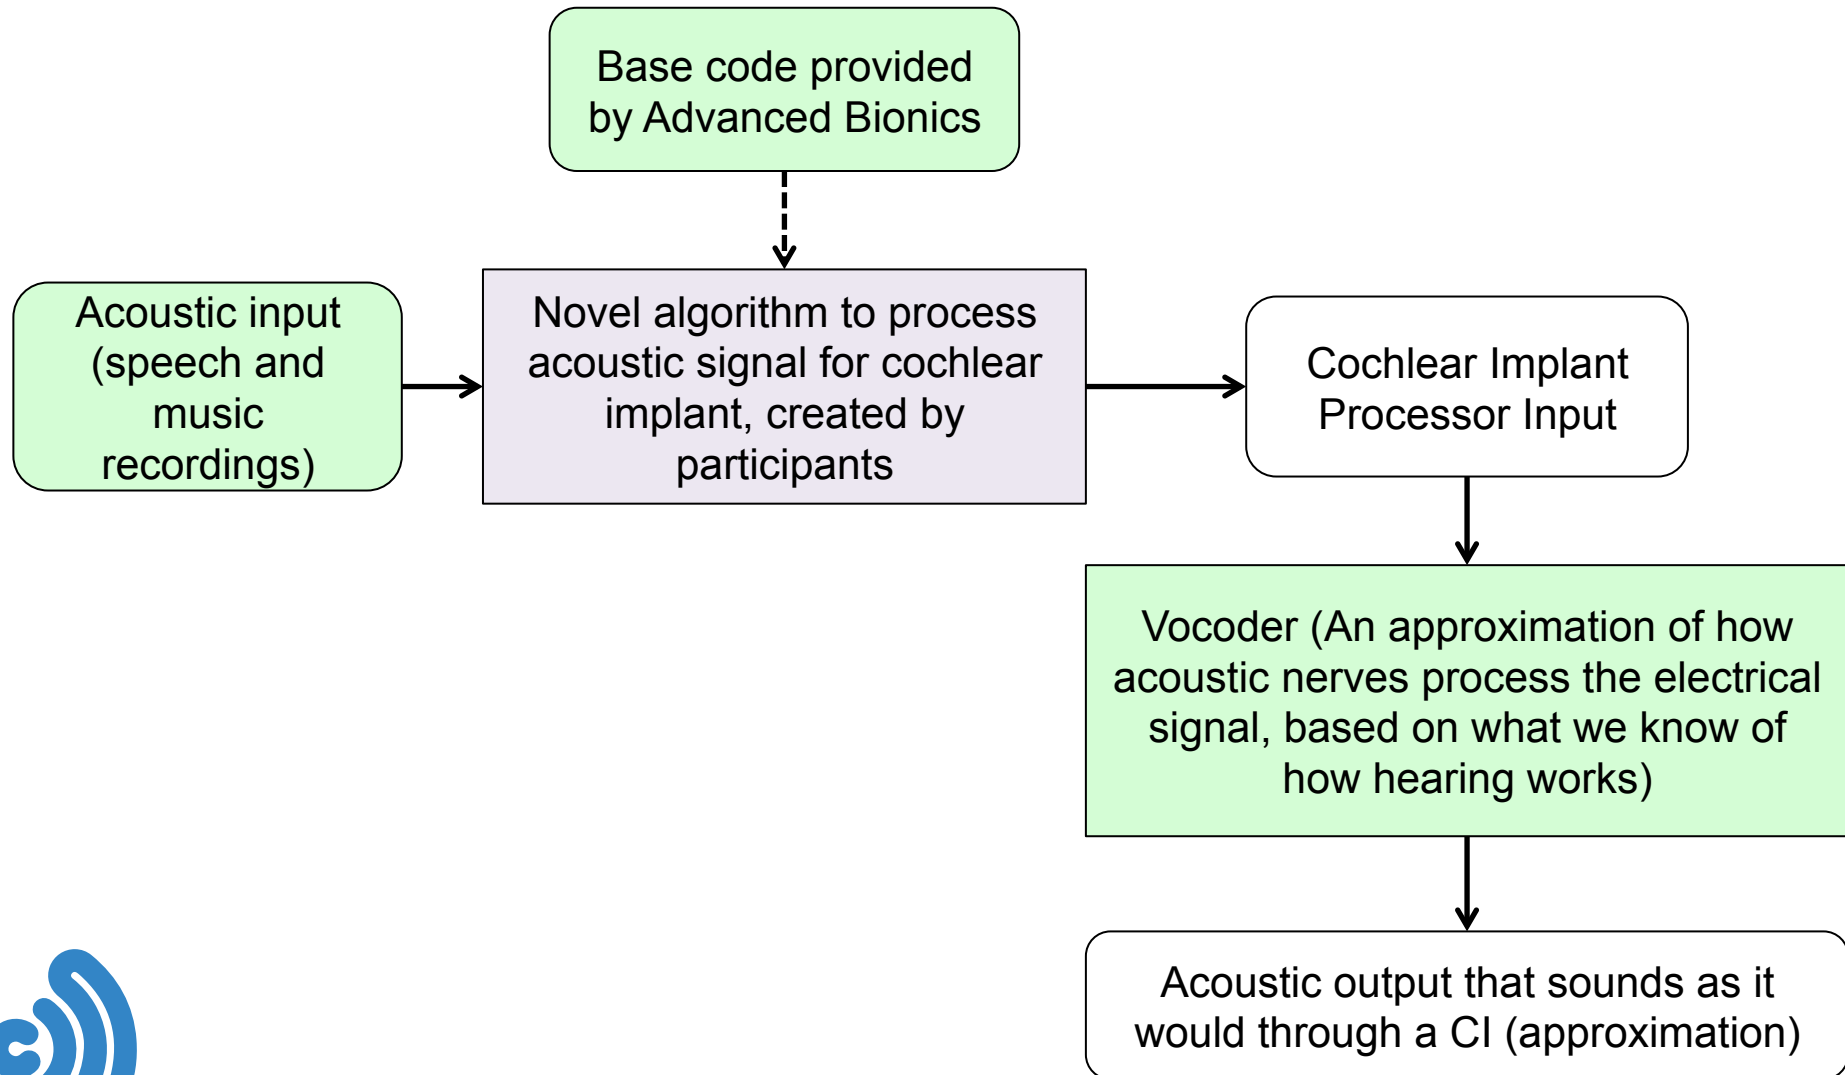 Base code provided
by Advanced Bionics
Acoustic input
(speech and
music
recordings)
Novel algorithm to process
acoustic signal for cochlear
implant, created by
participants
Cochlear Implant
Processor Input
Vocoder (An approximation of how
acoustic nerves process the electrical
signal, based on what we know of
how hearing works)
Acoustic output that sounds as it
would through a CI (approximation)